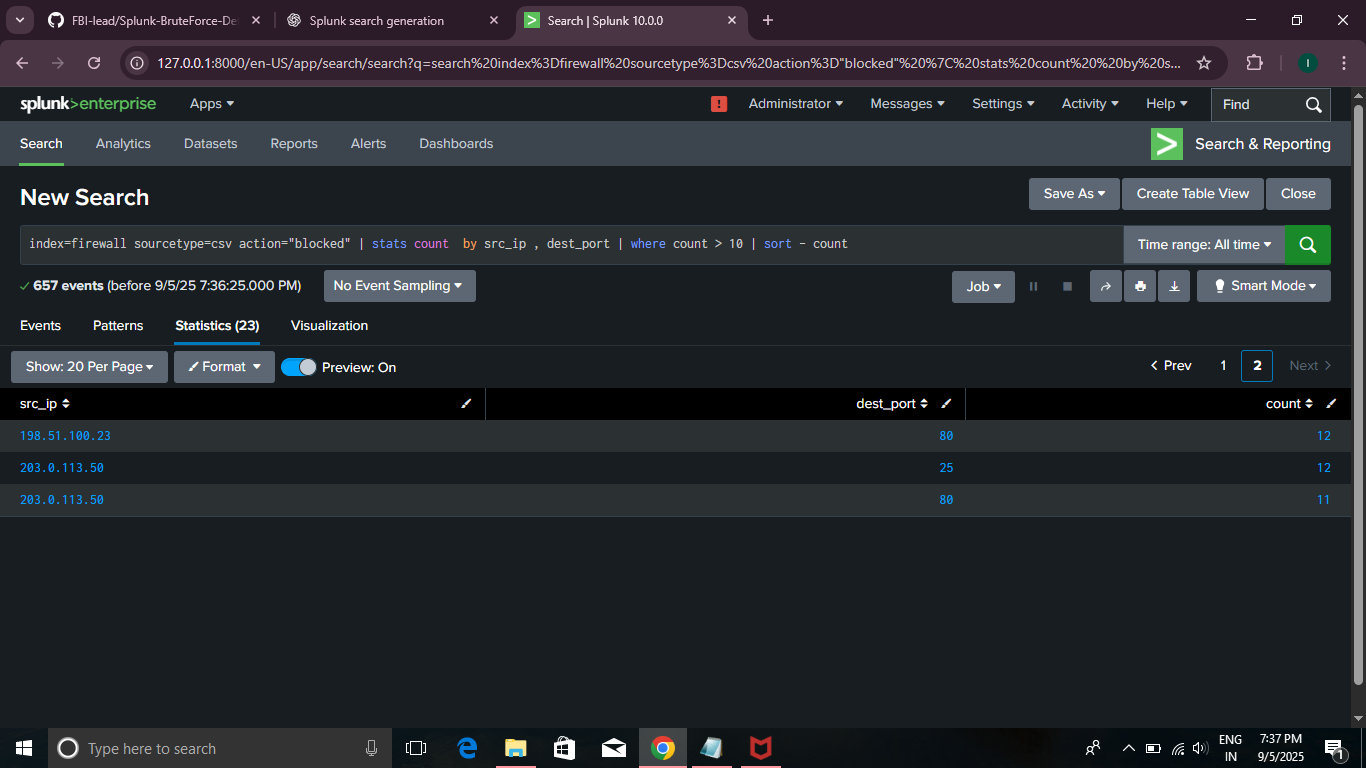 FBI-lead/Splunk-BruteForce-De
Splunk search generation
Search | Splunk 10.0.0
127.0.0.1:8000/en-US/app/search/search?q=search%20index%3Dfirewall%20sourcetype%3Dcsv%20action%3D"blocked"%20%7C%20stats%20count%20%20by%20s...
I
splunk>enterprise Apps ! Administrator Messages Settings Activity Help Find
Search Analytics Datasets Reports Alerts Dashboards > Search & Reporting
New Search Save As Create Table View Close
index=firewall sourcetype=csv action="blocked" | stats count  by src_ip , dest_port | where count > 10 | sort - count Time range: All time
657 events (before 9/5/25 7:36:25.000 PM) No Event Sampling Job Smart Mode
Events Patterns Statistics (23) Visualization
Show: 20 Per Page Format Preview: On Prev 1 2 Next
src_ip dest_port count
198.51.100.23 80 12
203.0.113.50 25 12
203.0.113.50 80 11
Type here to search
ENG 7:37 PM
IN 9/5/2025 1